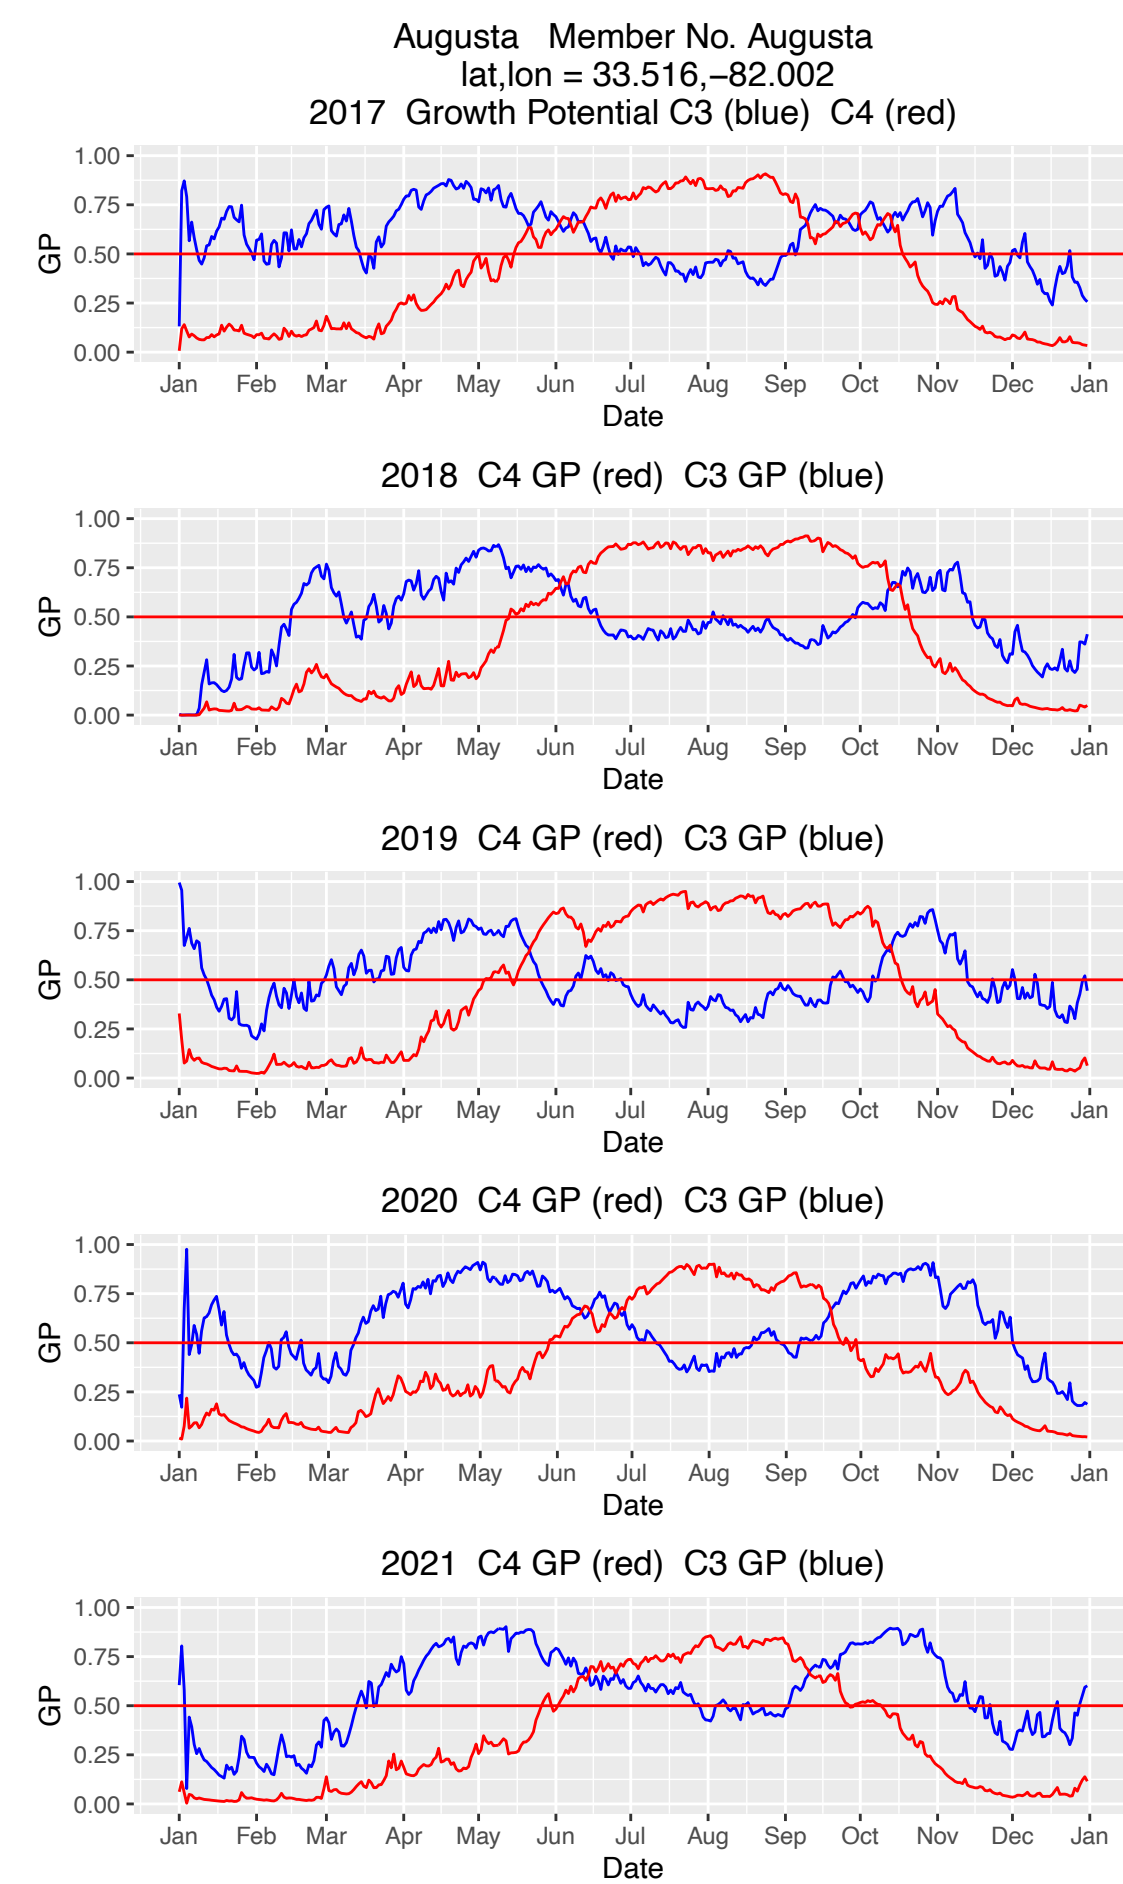 Augusta   Member No. Augusta
lat,lon = 33.516,−82.002
2017  Growth Potential C3 (blue)  C4 (red)
1.00
0.75
0.50
0.25
0.00
GP
Jan Feb Mar Apr May Jun Jul Aug Sep Oct Nov Dec Jan
Date
2018  C4 GP (red)  C3 GP (blue)
1.00
0.75
0.50
0.25
0.00
GP
Jan Feb Mar Apr May Jun Jul Aug Sep Oct Nov Dec Jan
Date
2019  C4 GP (red)  C3 GP (blue)
1.00
0.75
0.50
0.25
0.00
GP
Jan Feb Mar Apr May Jun Jul Aug Sep Oct Nov Dec Jan
Date
2020  C4 GP (red)  C3 GP (blue)
1.00
0.75
0.50
0.25
0.00
GP
Jan Feb Mar Apr May Jun Jul Aug Sep Oct Nov Dec Jan
Date
2021  C4 GP (red)  C3 GP (blue)
1.00
0.75
0.50
0.25
0.00
GP
Jan Feb Mar Apr May Jun Jul Aug Sep Oct Nov Dec Jan
Date